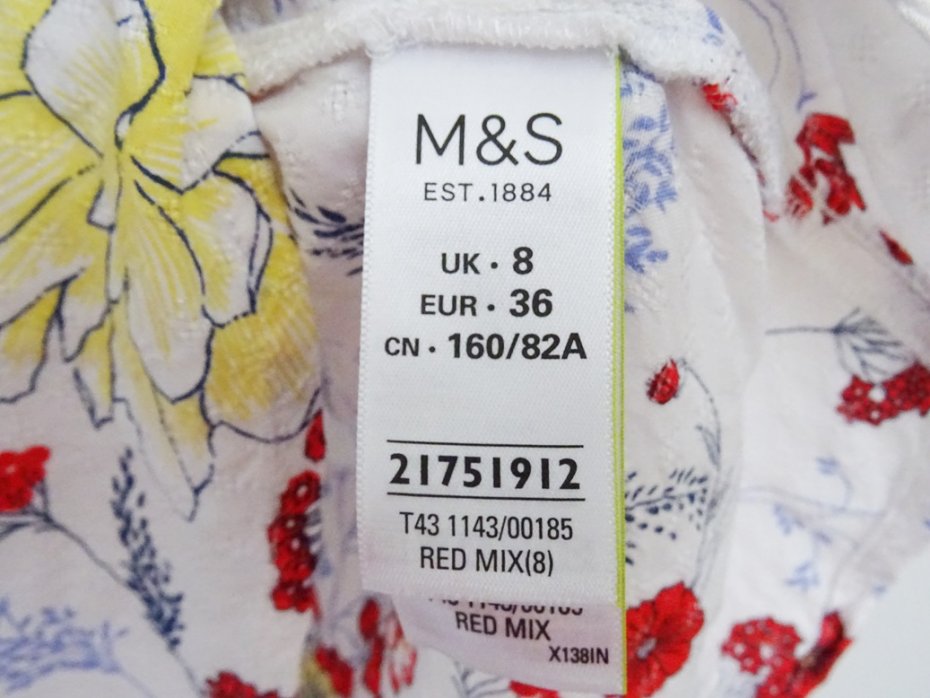 M&S
EST.1884
UK · 8
EUR · 36
CN · 160/82A
21751912
T43 1143/00185
RED MIX(8)
RED MIX
X138IN